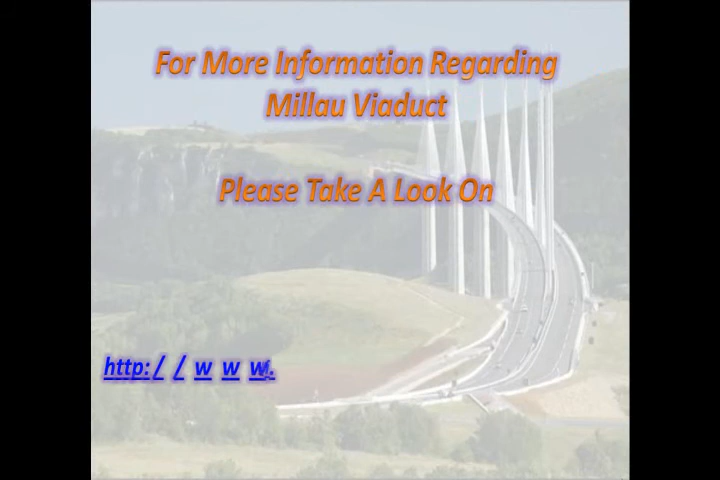 For More Information Regarding
Millau Viaduct
Please Take A Look On
http: / / w w w.